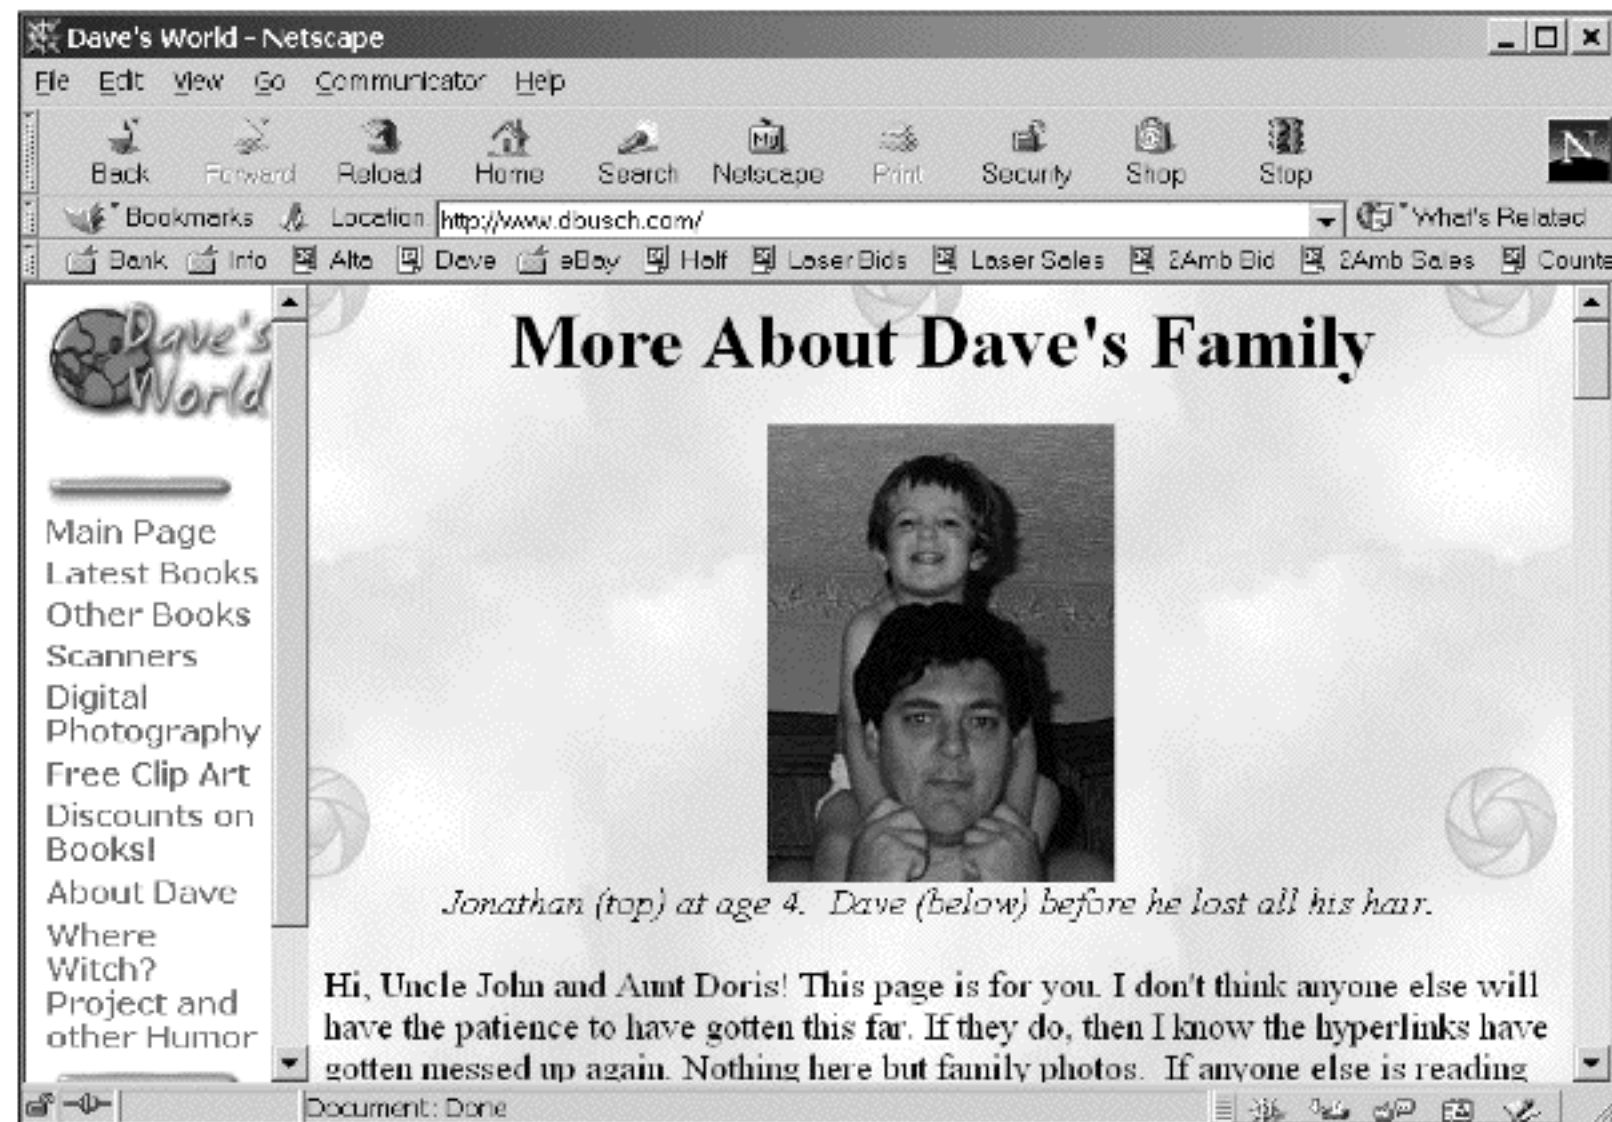 Dave's World - Netscape
File Edit View Go Communicator Help
Back Forward Reload Home Search Netscape Print Security Shop Stop
My
N
Bookmarks Location http://www.dbusch.com/ What's Related
Bank Info Alta Dave eBay Half Laser Bids Laser Sales 2Amb Bid 2Amb Sales Counte
Dave's
World
Main Page
Latest Books
Other Books
Scanners
Digital
Photography
Free Clip Art
Discounts on
Books!
About Dave
Where
Witch?
Project and
other Humor
More About Dave's Family
Jonathan (top) at age 4. Dave (below) before he lost all his hair.
Hi, Uncle John and Aunt Doris! This page is for you. I don't think anyone else will
have the patience to have gotten this far. If they do, then I know the hyperlinks have
gotten messed up again. Nothing here but family photos. If anyone else is reading
Document: Done